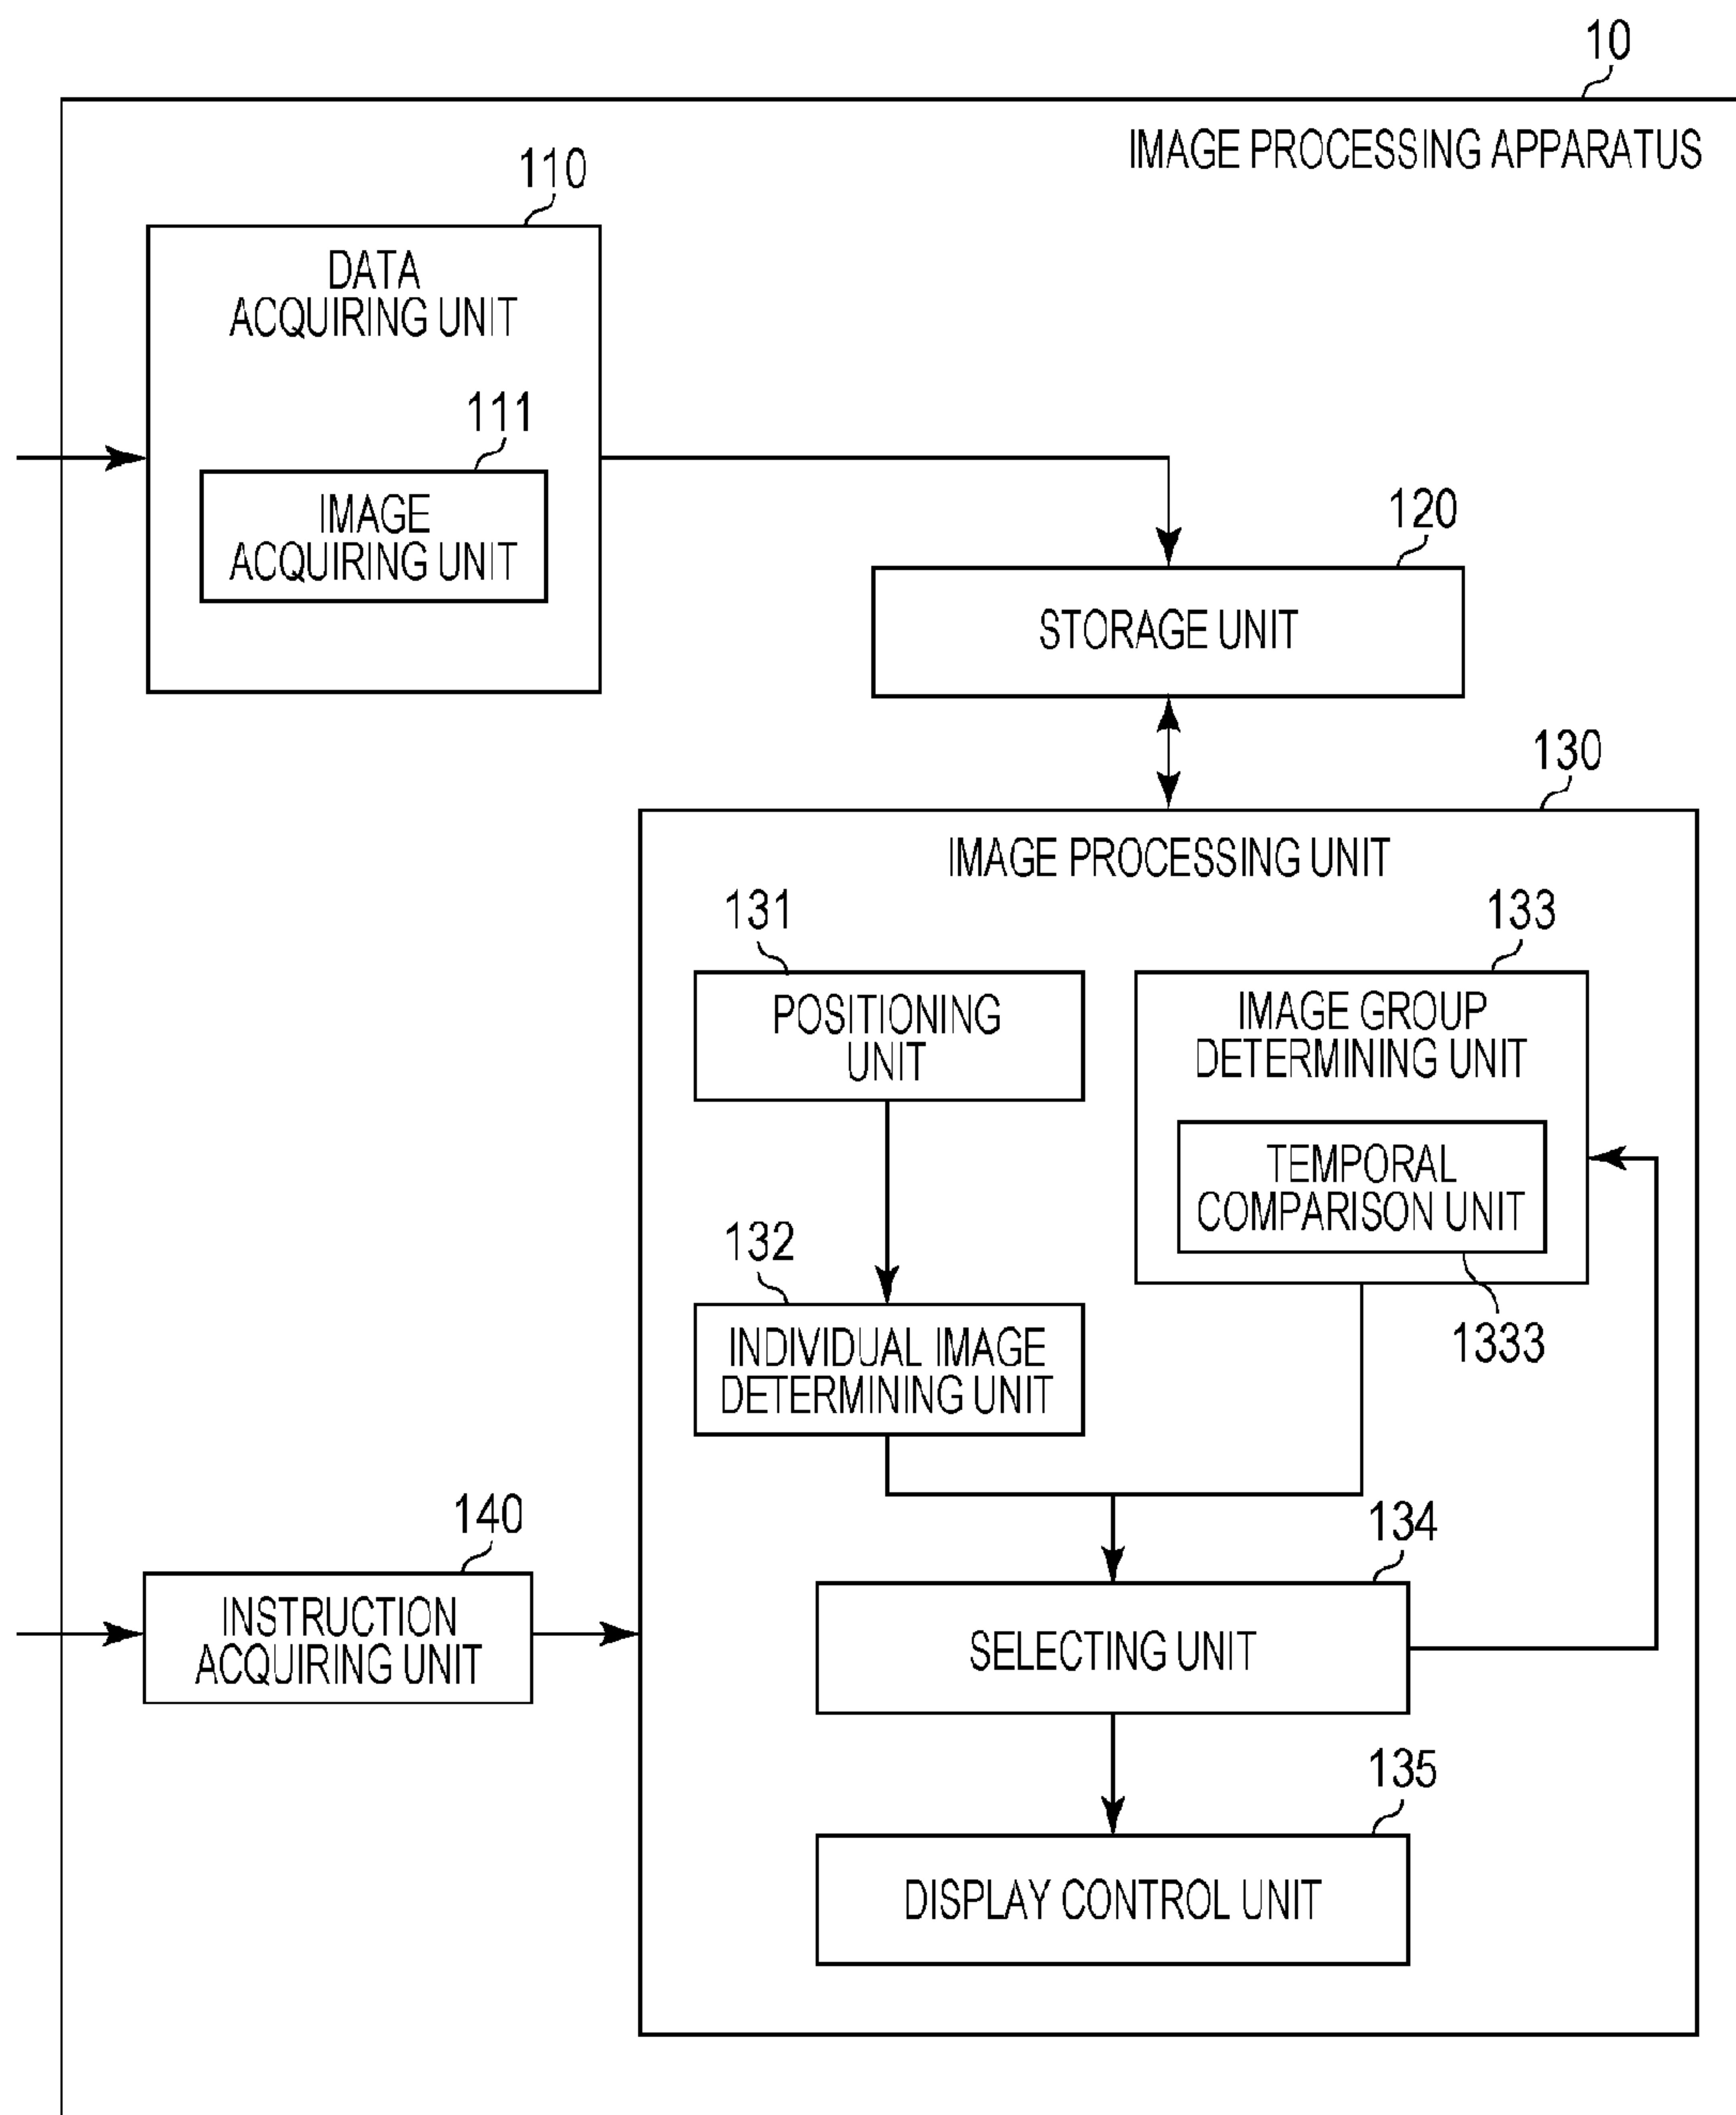 10
IMAGE PROCESSING APPARATUS
110
DATA
ACQUIRING UNIT
111
IMAGE
ACQUIRING UNIT
120
STORAGE UNIT
130
IMAGE PROCESSING UNIT
131
POSITIONING
UNIT
133
IMAGE GROUP
DETERMINING UNIT
TEMPORAL
COMPARISON UNIT
1333
132
INDIVIDUAL IMAGE
DETERMINING UNIT
140
INSTRUCTION
ACQUIRING UNIT
134
SELECTING UNIT
135
DISPLAY CONTROL UNIT